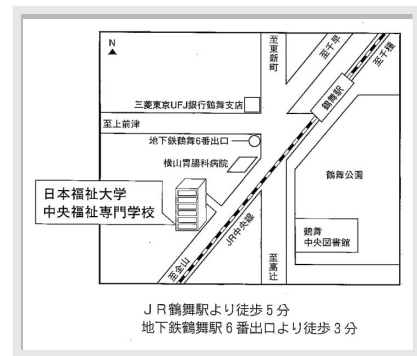 N
至東新町
至千早
至千種
鶴舞駅
三菱東京UFJ銀行鶴舞支店
至上前津
地下鉄鶴舞6番出口
横山胃腸科病院
鶴舞公園
日本福祉大学
中央福祉専門学校
JR中央線
鶴舞
中央図書館
至金山
至高辻
JR鶴舞駅より徒歩5分
地下鉄鶴舞駅6番出口より徒歩3分